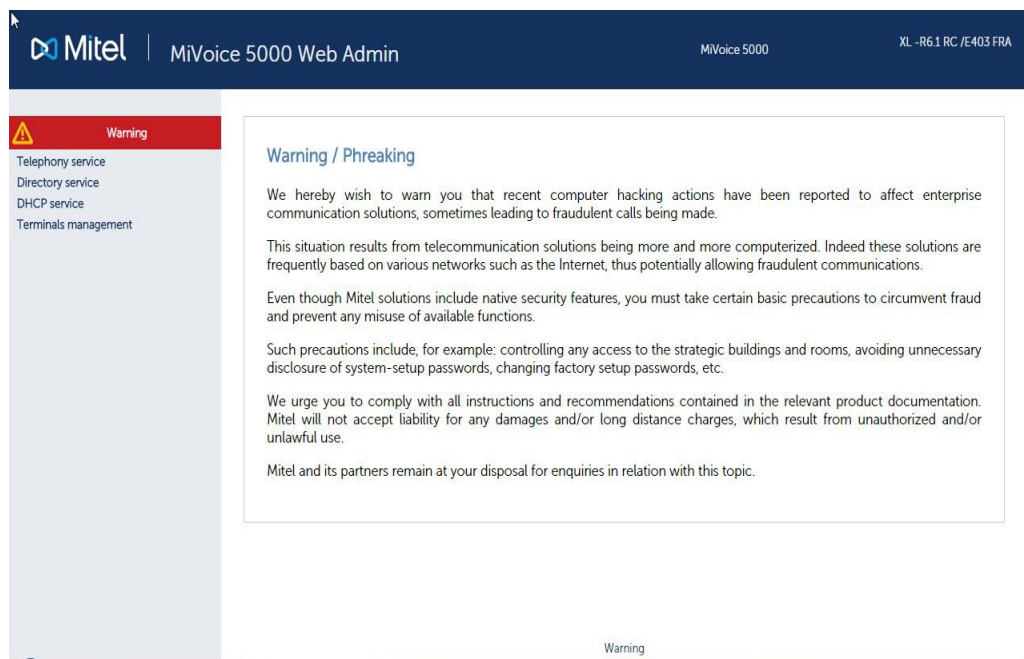 Mitel | MiVoice 5000 Web Admin MiVoice 5000 XL -R6.1 RC /E403 FRA
Warning
Telephony service
Directory service
DHCP service
Terminals management
Warning / Phreaking
We hereby wish to warn you that recent computer hacking actions have been reported to affect enterprise
communication solutions, sometimes leading to fraudulent calls being made.
This situation results from telecommunication solutions being more and more computerized. Indeed these solutions are
frequently based on various networks such as the Internet, thus potentially allowing fraudulent communications.
Even though Mitel solutions include native security features, you must take certain basic precautions to circumvent fraud
and prevent any misuse of available functions.
Such precautions include, for example: controlling any access to the strategic buildings and rooms, avoiding unnecessary
disclosure of system-setup passwords, changing factory setup passwords, etc.
We urge you to comply with all instructions and recommendations contained in the relevant product documentation.
Mitel will not accept liability for any damages and/or long distance charges, which result from unauthorized and/or
unlawful use.
Mitel and its partners remain at your disposal for enquiries in relation with this topic.
Warning